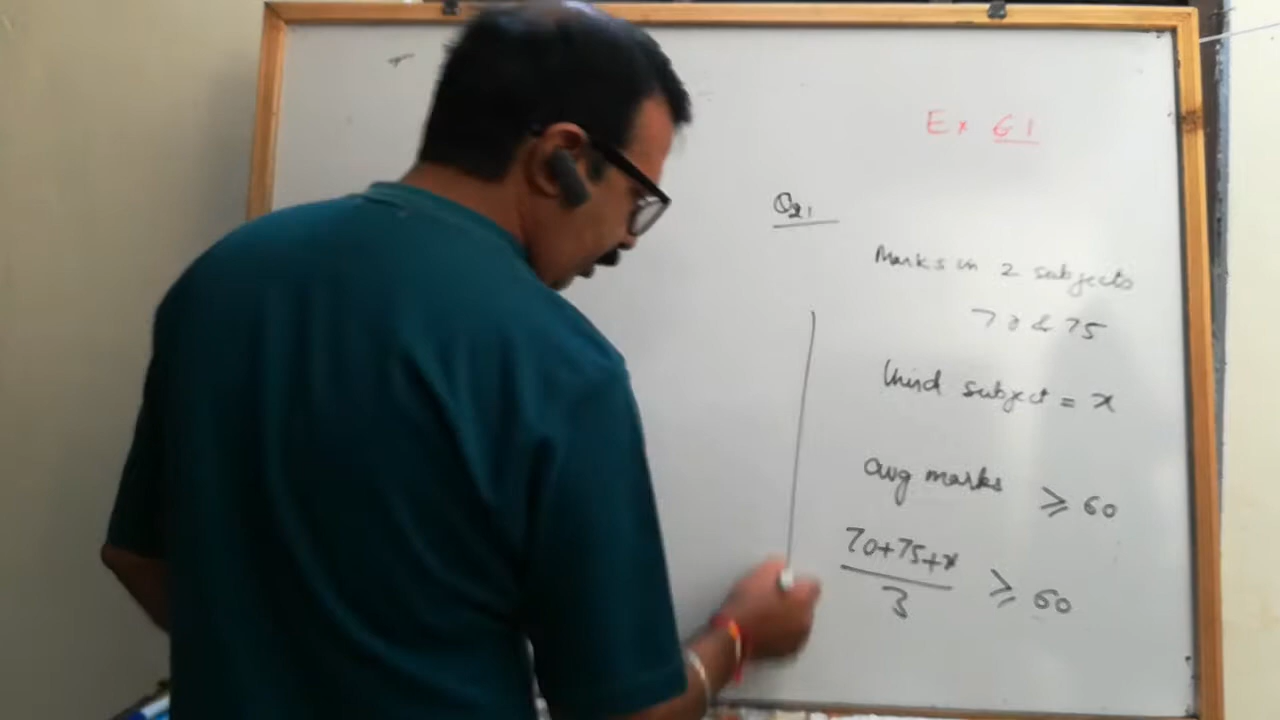 Ex 6.1
Q21
Marks in 2 subjects
70 & 75
third subject = x
avg marks ≥ 60
70+75+x / 3 ≥ 60